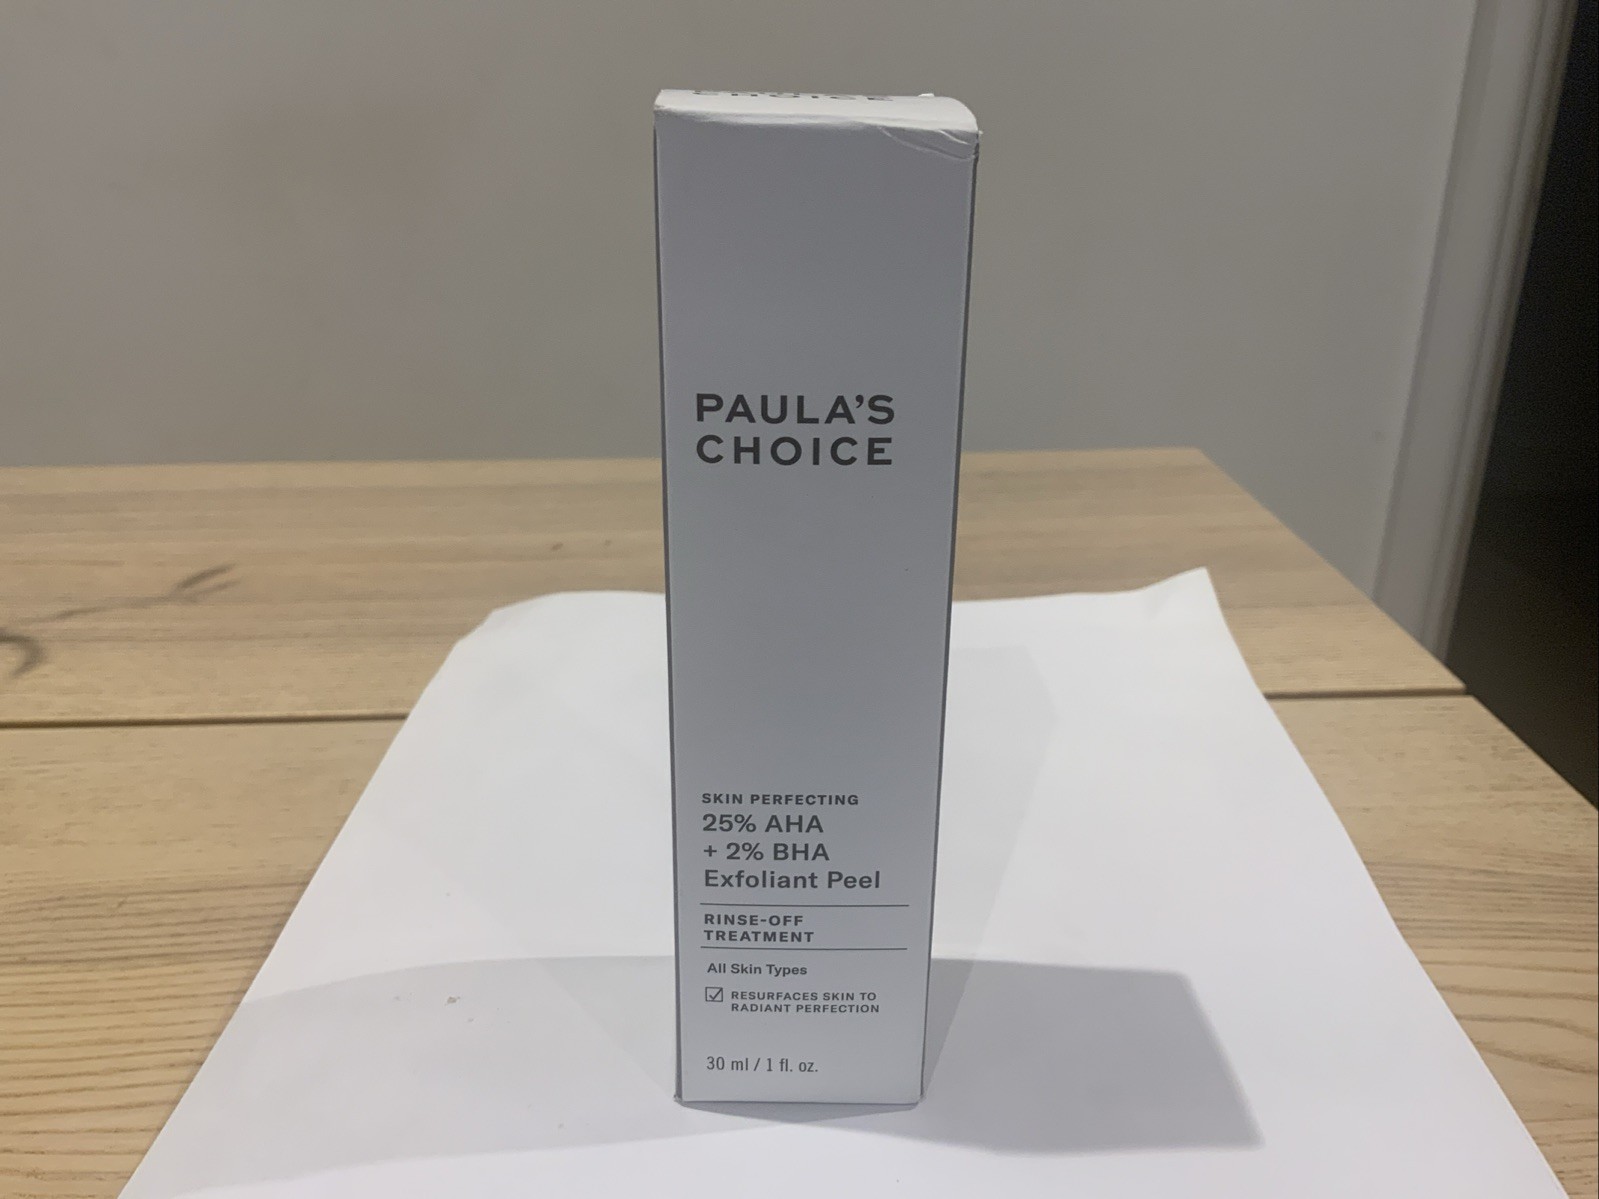 CHOICE
PAULA'S
CHOICE
SKIN PERFECTING
25% AHA
+ 2% BHA
Exfoliant Peel
RINSE-OFF
TREATMENT
All Skin Types
RESURFACES SKIN TO
RADIANT PERFECTION
30 ml / 1 fl. oz.